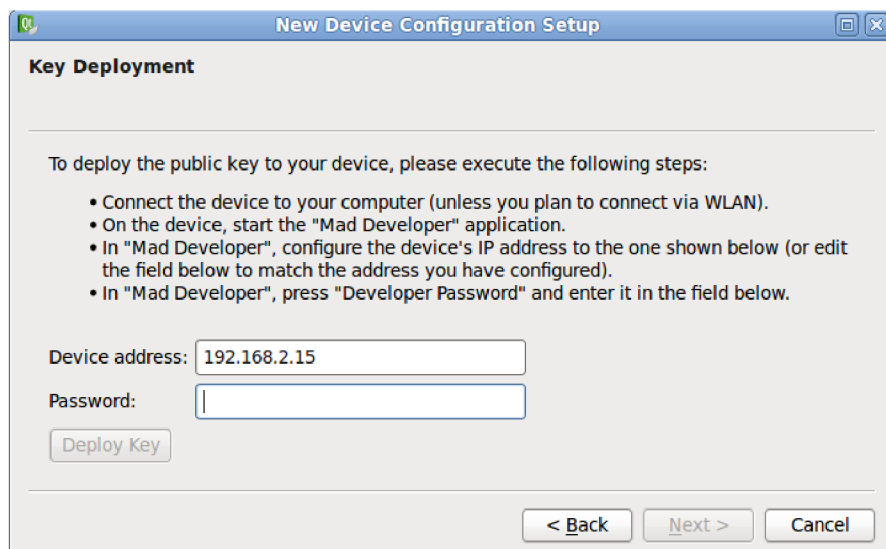 New Device Configuration Setup
Key Deployment
To deploy the public key to your device, please execute the following steps:
• Connect the device to your computer (unless you plan to connect via WLAN).
• On the device, start the "Mad Developer" application.
• In "Mad Developer", configure the device's IP address to the one shown below (or edit
the field below to match the address you have configured).
• In "Mad Developer", press "Developer Password" and enter it in the field below.
Device address: 192.168.2.15
Password:
Deploy Key
< Back Next > Cancel